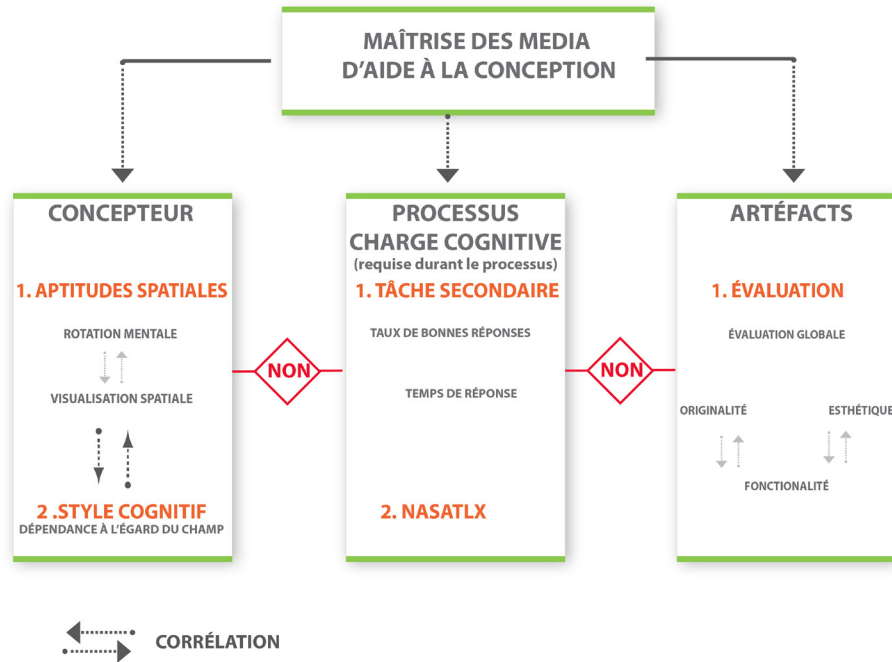 MAÎTRISE DES MEDIA
D'AIDE À LA CONCEPTION
CONCEPTEUR
1. APTITUDES SPATIALES
ROTATION MENTALE
VISUALISATION SPATIALE
2 .STYLE COGNITIF
DÉPENDANCE À L'ÉGARD DU CHAMP
NON
PROCESSUS
CHARGE COGNITIVE
(requise durant le processus)
1. TÂCHE SECONDAIRE
TAUX DE BONNES RÉPONSES
TEMPS DE RÉPONSE
2. NASATLX
NON
ARTÉFACTS
1. ÉVALUATION
ÉVALUATION GLOBALE
ORIGINALITÉ
ESTHÉTIQUE
FONCTIONALITÉ
CORRÉLATION